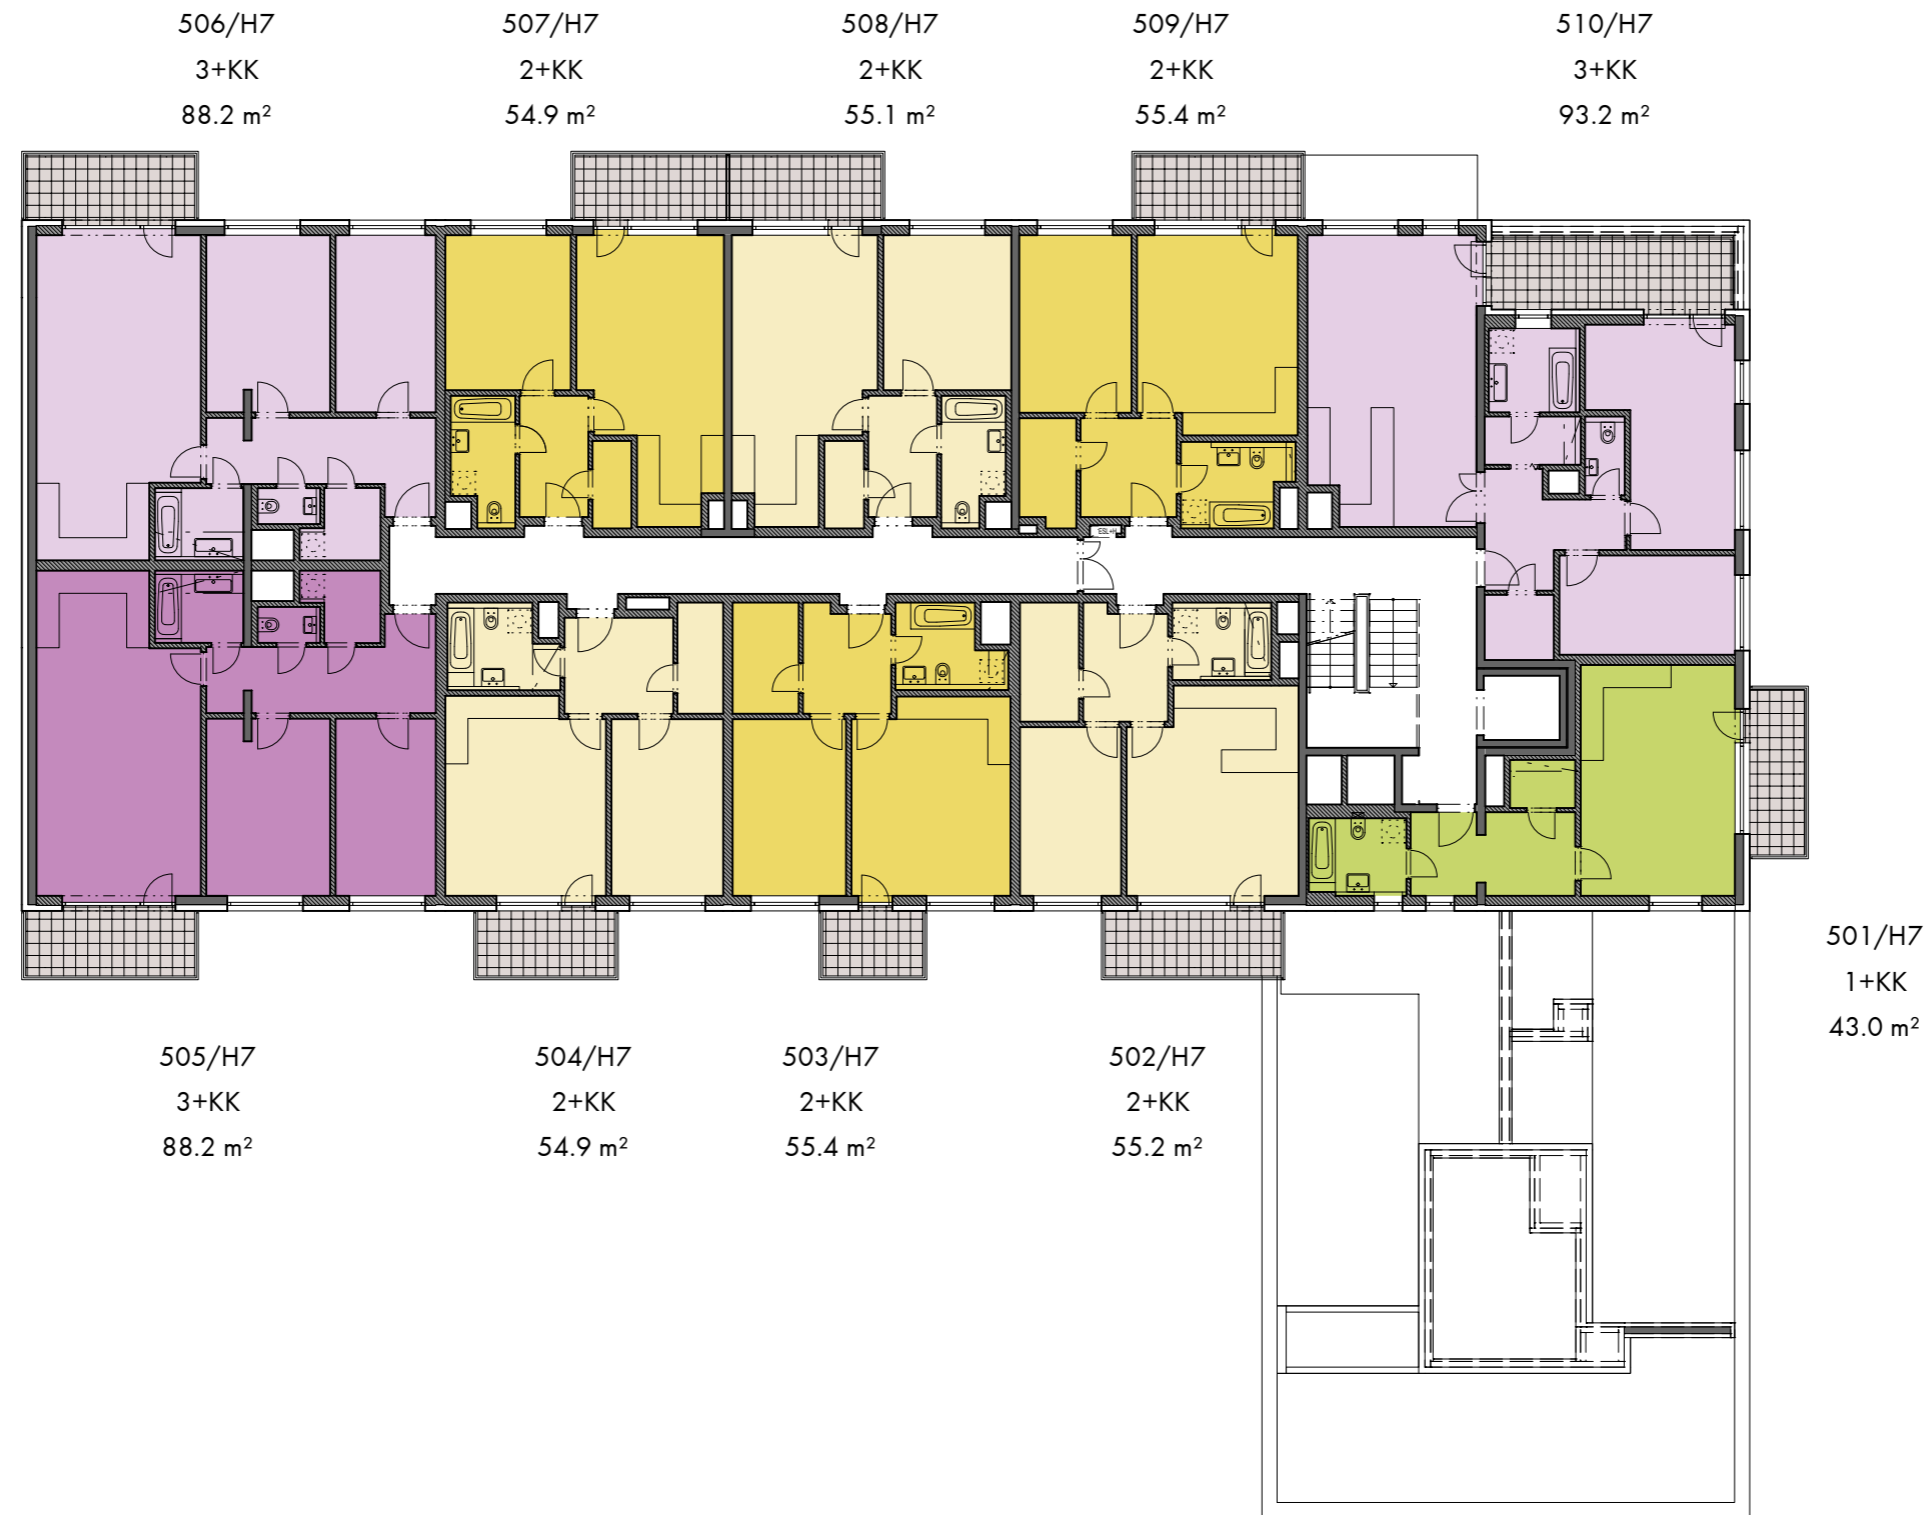 506/H7
3+KK
88.2 m²
507/H7
2+KK
54.9 m²
508/H7
2+KK
55.1 m²
509/H7
2+KK
55.4 m²
510/H7
3+KK
93.2 m²
501/H7
1+KK
43.0 m²
505/H7
3+KK
88.2 m²
504/H7
2+KK
54.9 m²
503/H7
2+KK
55.4 m²
502/H7
2+KK
55.2 m²